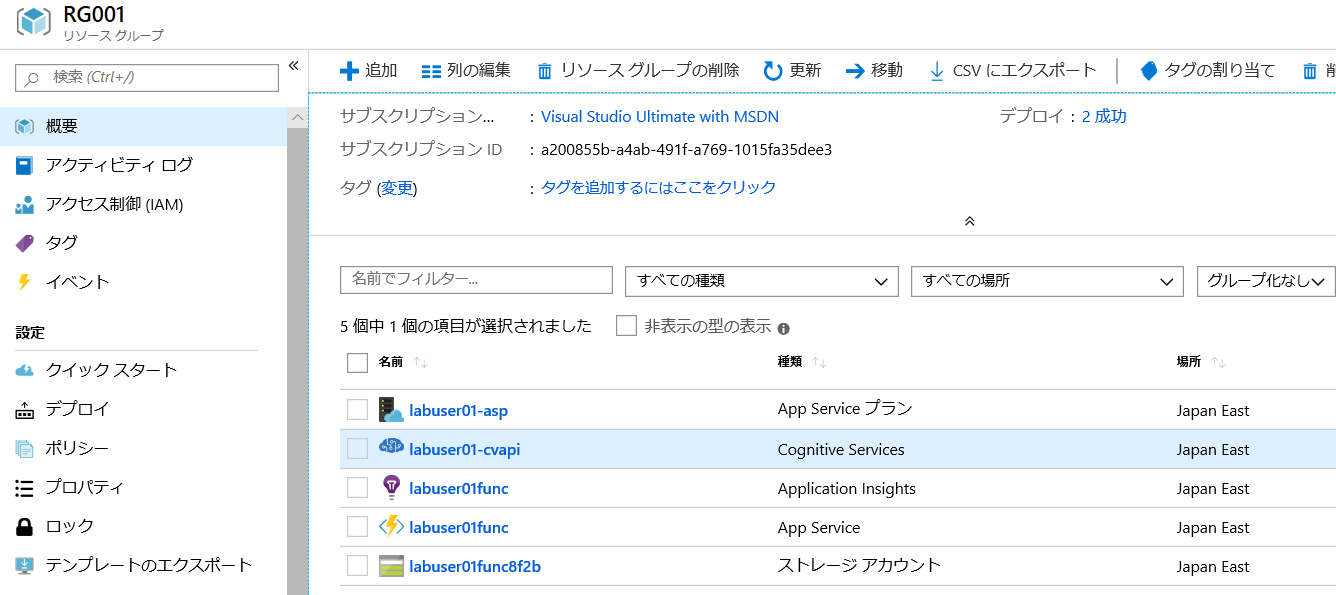 RG001
リソース グループ
検索 (Ctrl+/)
«
概要
アクティビティ ログ
アクセス制御 (IAM)
タグ
イベント
設定
クイック スタート
デプロイ
ポリシー
プロパティ
ロック
テンプレートのエクスポート
追加 列の編集 リソース グループの削除 更新 移動 CSV にエクスポート タグの割り当て
サブスクリプション... : Visual Studio Ultimate with MSDN デプロイ : 2 成功
サブスクリプション ID : a200855b-a4ab-491f-a769-1015fa35dee3
タグ (変更) : タグを追加するにはここをクリック
名前でフィルター... すべての種類 すべての場所 グループ化なし
5 個中 1 個の項目が選択されました 非表示の型の表示
名前 ↑↓ 種類 ↑↓ 場所 ↑↓
labuser01-asp App Service プラン Japan East
labuser01-cvapi Cognitive Services Japan East
labuser01func Application Insights Japan East
labuser01func App Service Japan East
labuser01func8f2b ストレージ アカウント Japan East